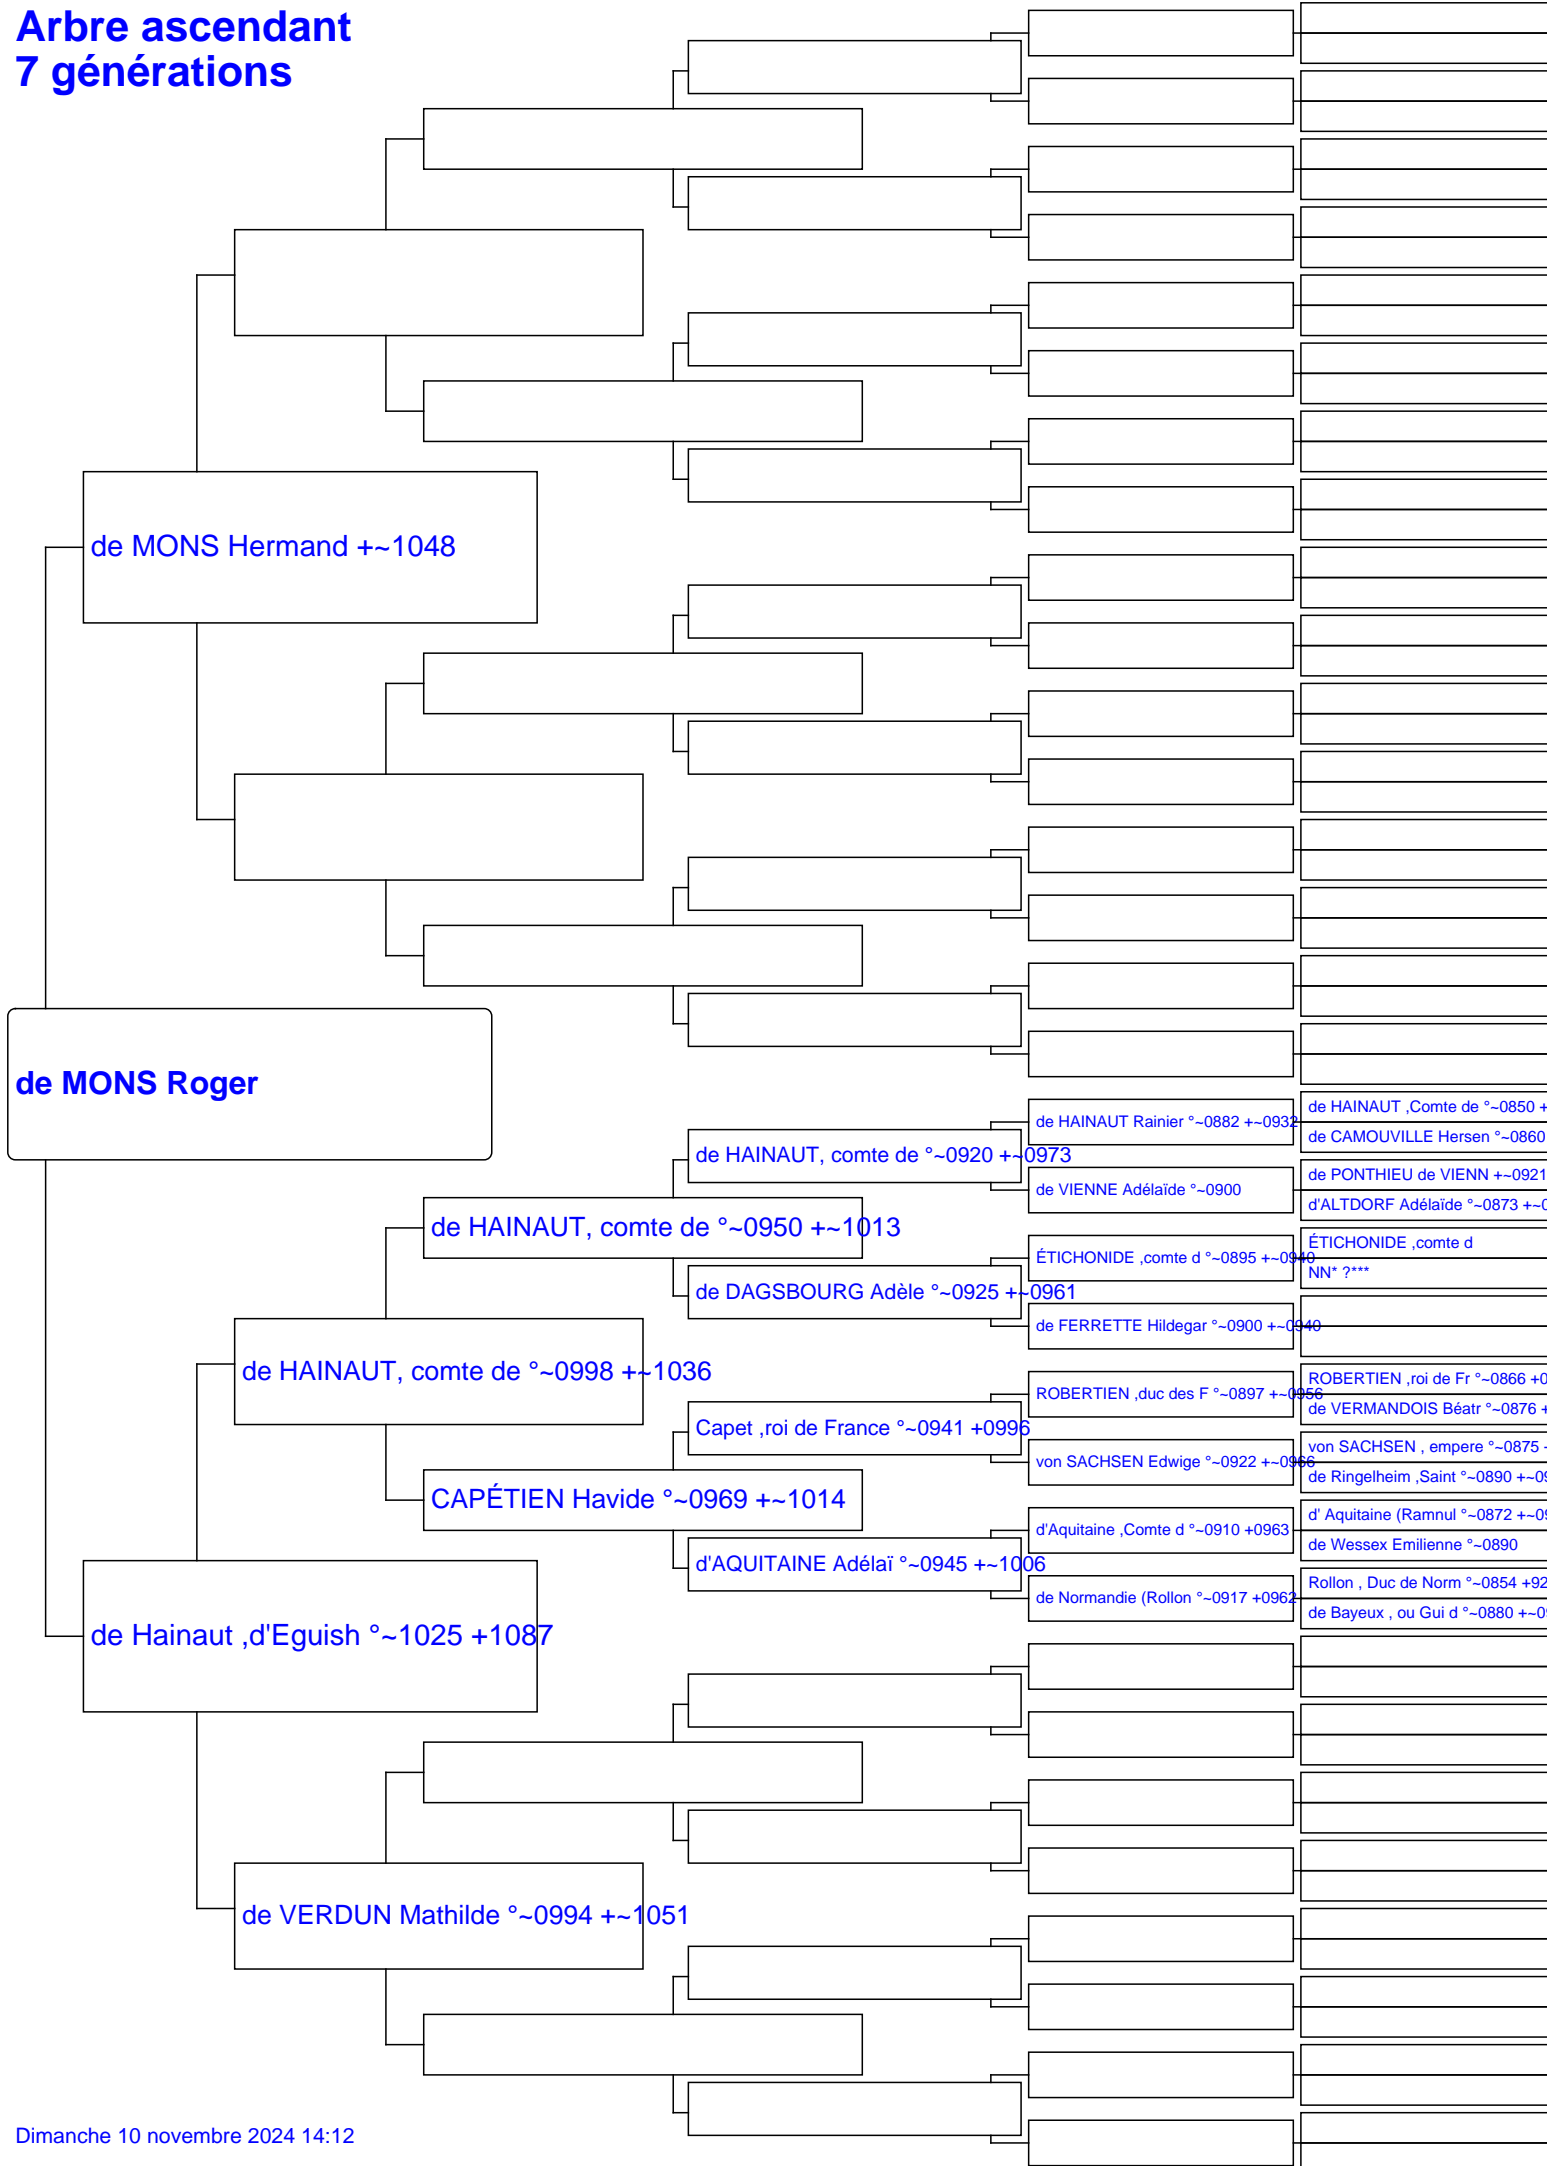 Arbre ascendant
7 générations
de MONS Hermand +~1048
de MONS Roger
de HAINAUT Rainier °~0882 +~0932
de HAINAUT ,Comte de °~0850 +
de CAMOUVILLE Hersen °~0860
de HAINAUT, comte de °~0920 +~0973
de VIENNE Adélaïde °~0900
de PONTHIEU de VIENN +~0921
d'ALTDORF Adélaïde °~0873 +~0
de HAINAUT, comte de °~0950 +~1013
ÉTICHONIDE ,comte d °~0895 +~0940
ÉTICHONIDE ,comte d
NN* ?***
de DAGSBOURG Adèle °~0925 +~0961
de FERRETTE Hildegar °~0900 +~0940
de HAINAUT, comte de °~0998 +~1036
ROBERTIEN ,duc des F °~0897 +~0956
ROBERTIEN ,roi de Fr °~0866 +0
de VERMANDOIS Béatr °~0876 +
Capet ,roi de France °~0941 +0996
von SACHSEN Edwige °~0922 +~0966
von SACHSEN , empere °~0875 +
de Ringelheim ,Saint °~0890 +~09
CAPÉTIEN Havide °~0969 +~1014
d'Aquitaine ,Comte d °~0910 +0963
d' Aquitaine (Ramnul °~0872 +~09
de Wessex Emilienne °~0890
d'AQUITAINE Adélaï °~0945 +~1006
de Normandie (Rollon °~0917 +0962
Rollon , Duc de Norm °~0854 +92
de Bayeux , ou Gui d °~0880 +~09
de Hainaut ,d'Eguish °~1025 +1087
de VERDUN Mathilde °~0994 +~1051
Dimanche 10 novembre 2024 14:12